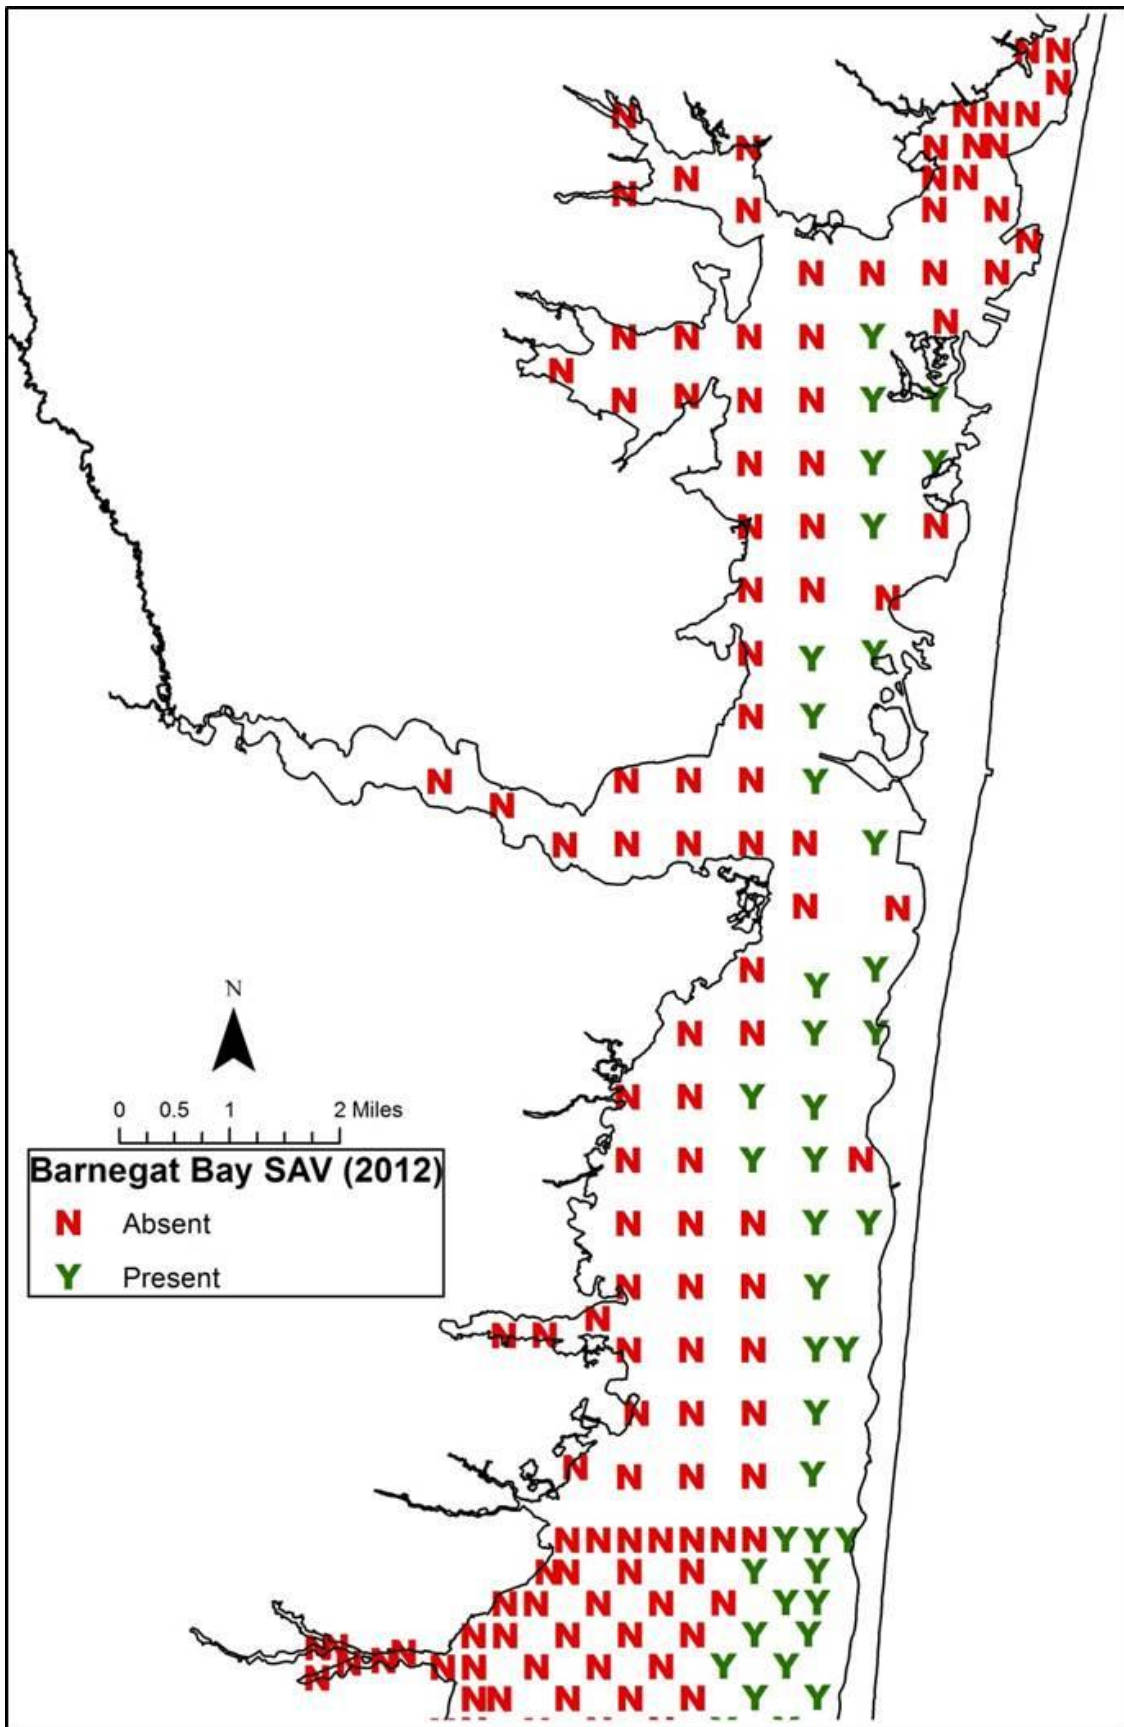 N N
N
N N N N
N N N N
N N N
N
N N N
N
N N N N
N
N N N N Y
N
N N N N Y Y
N N Y Y
N N Y N
N N N
N Y Y
N Y
N N N N Y
N
N N N N N Y
N N
N Y Y
N N Y Y
N N Y Y
N N Y Y N
N N N Y Y
N N N Y
N
N N
N N N Y Y
N N N Y
N N N N Y
N N N N N N N Y Y Y
N N N N Y Y
N N N N N Y Y
N N N N N Y Y
N N N
N N
N N N N N Y Y
N
N N N N N Y Y
N
0 0.5 1 2 Miles
Barnegat Bay SAV (2012)
N Absent
Y Present